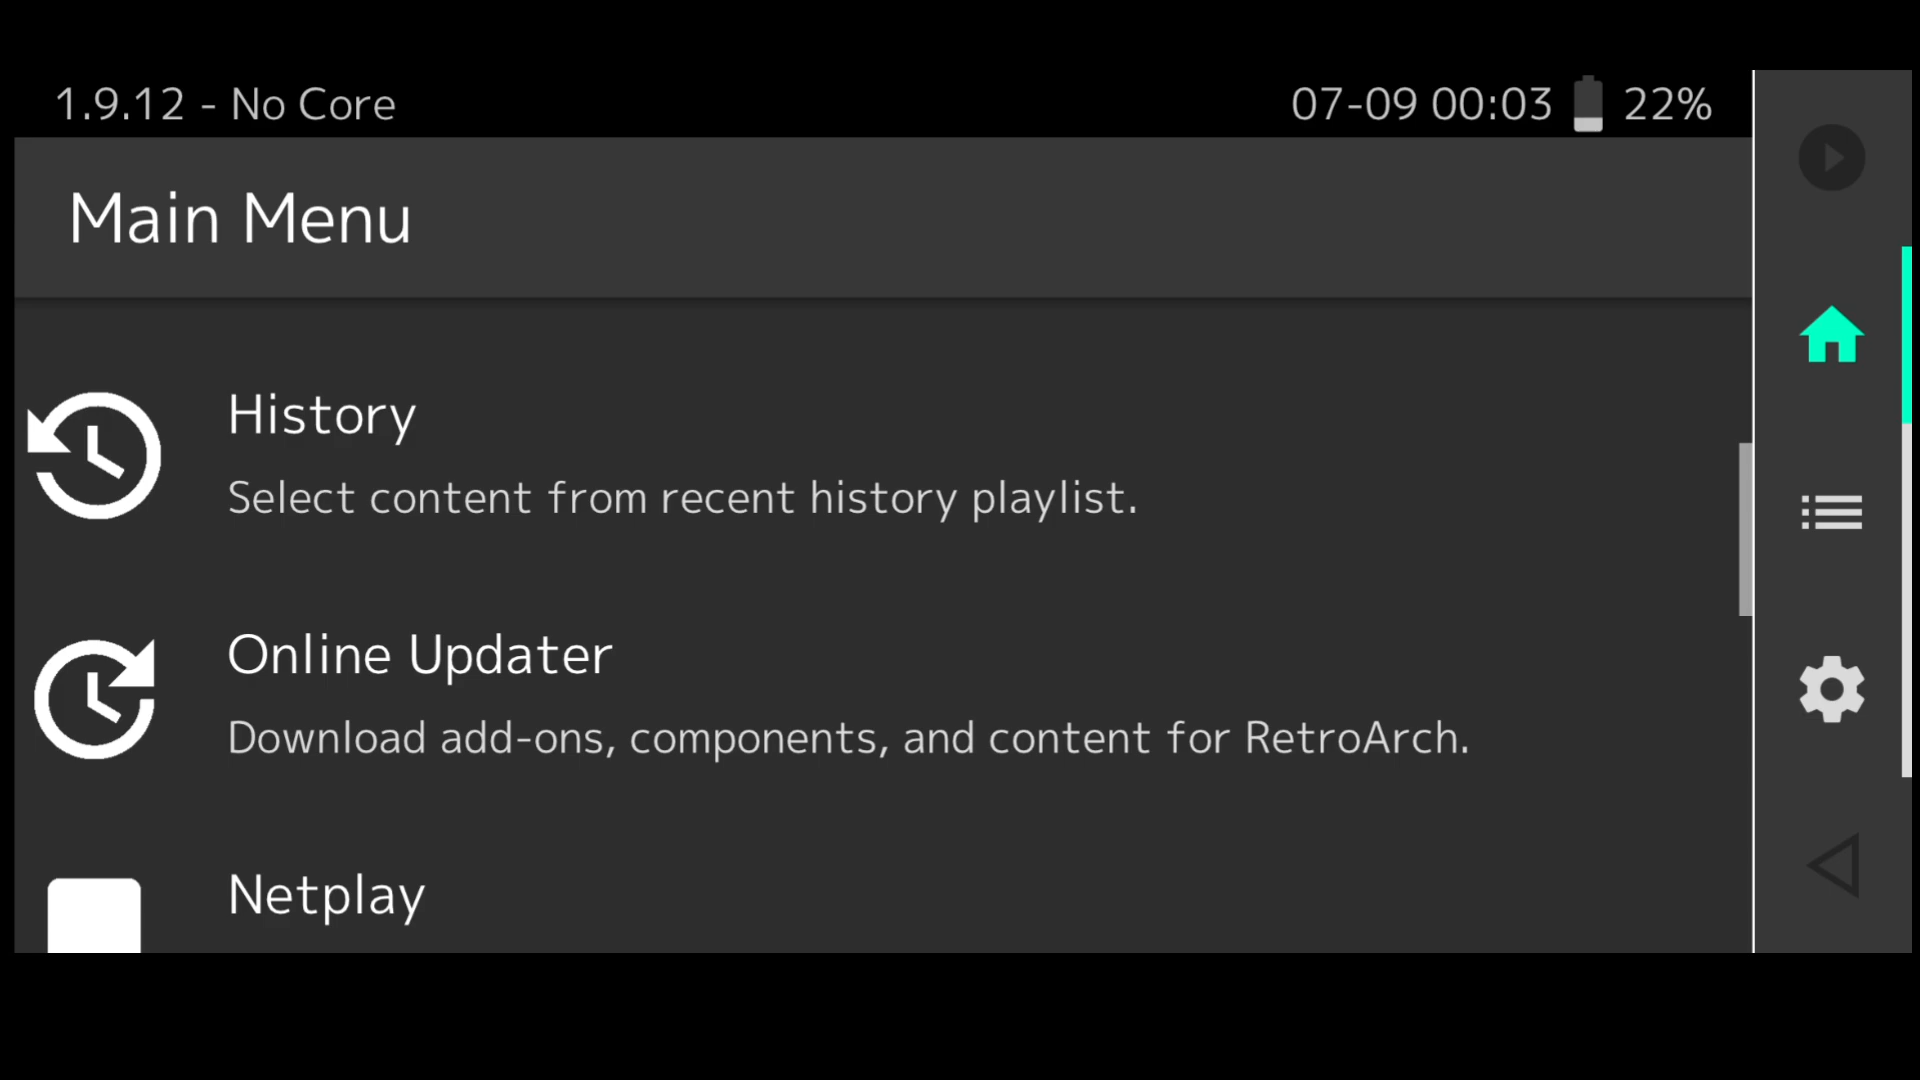 1.9.12 - No Core
07-09 00:03 22%
Main Menu
History
Select content from recent history playlist.
Online Updater
Download add-ons, components, and content for RetroArch.
Netplay